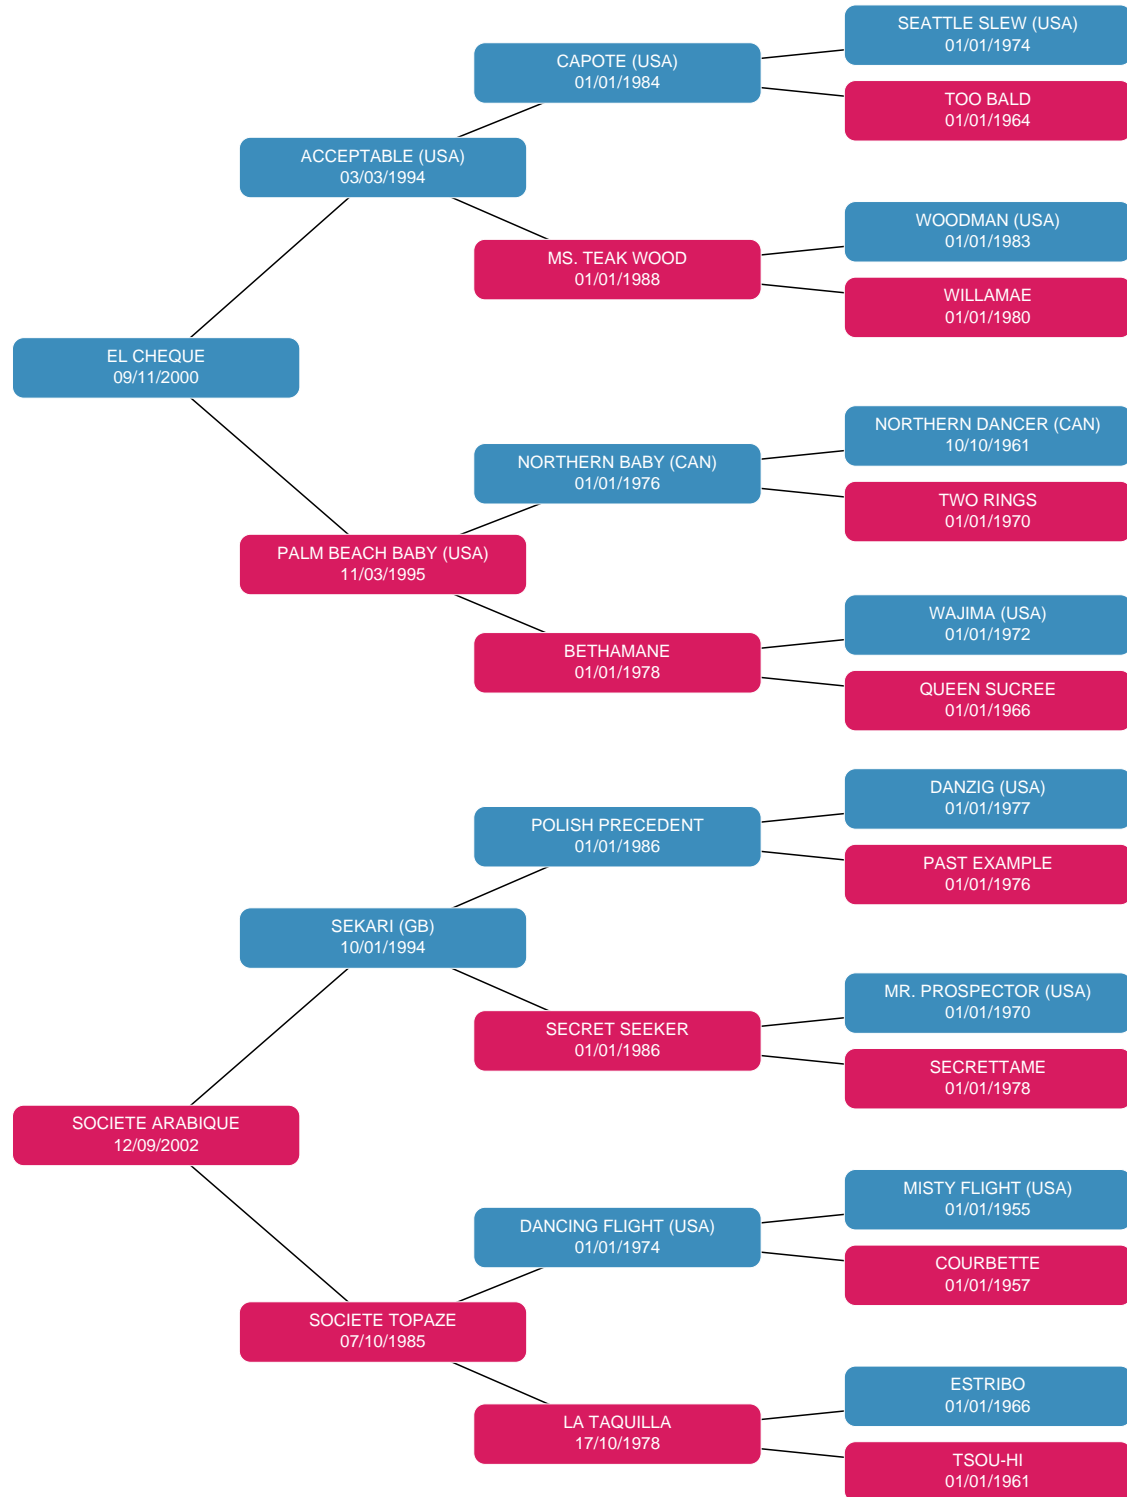 SEATTLE SLEW (USA)
01/01/1974
CAPOTE (USA)
01/01/1984
TOO BALD
01/01/1964
ACCEPTABLE (USA)
03/03/1994
WOODMAN (USA)
01/01/1983
MS. TEAK WOOD
01/01/1988
WILLAMAE
01/01/1980
EL CHEQUE
09/11/2000
NORTHERN DANCER (CAN)
10/10/1961
NORTHERN BABY (CAN)
01/01/1976
TWO RINGS
01/01/1970
PALM BEACH BABY (USA)
11/03/1995
WAJIMA (USA)
01/01/1972
BETHAMANE
01/01/1978
QUEEN SUCREE
01/01/1966
DANZIG (USA)
01/01/1977
POLISH PRECEDENT
01/01/1986
PAST EXAMPLE
01/01/1976
SEKARI (GB)
10/01/1994
MR. PROSPECTOR (USA)
01/01/1970
SECRET SEEKER
01/01/1986
SECRETTAME
01/01/1978
SOCIETE ARABIQUE
12/09/2002
MISTY FLIGHT (USA)
01/01/1955
DANCING FLIGHT (USA)
01/01/1974
COURBETTE
01/01/1957
SOCIETE TOPAZE
07/10/1985
ESTRIBO
01/01/1966
LA TAQUILLA
17/10/1978
TSOU-HI
01/01/1961